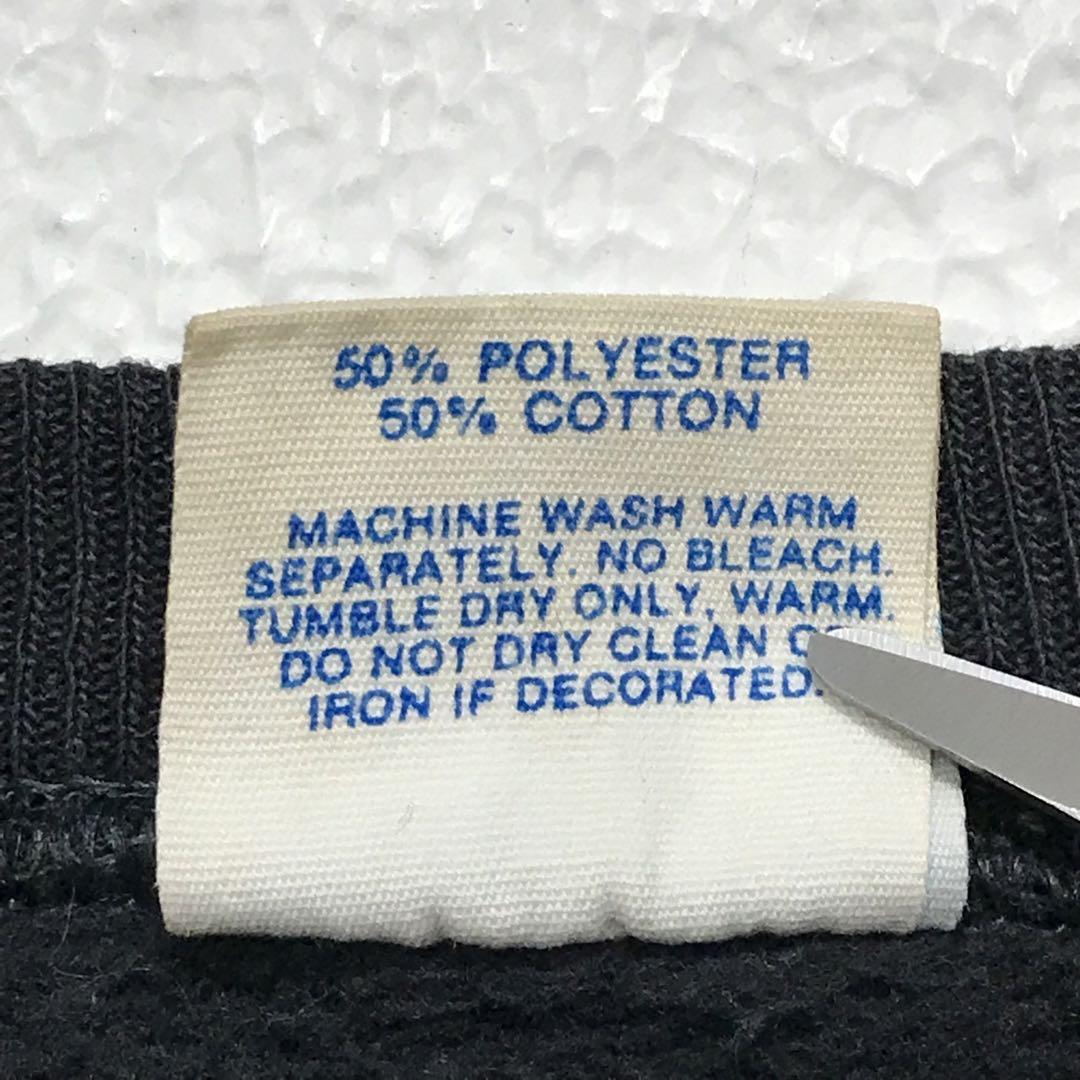 50% POLYESTER
50% COTTON
MACHINE WASH WARM
SEPARATELY. NO BLEACH.
TUMBLE DRY ONLY, WARM.
DO NOT DRY CLEAN
IRON IF DECORATED.